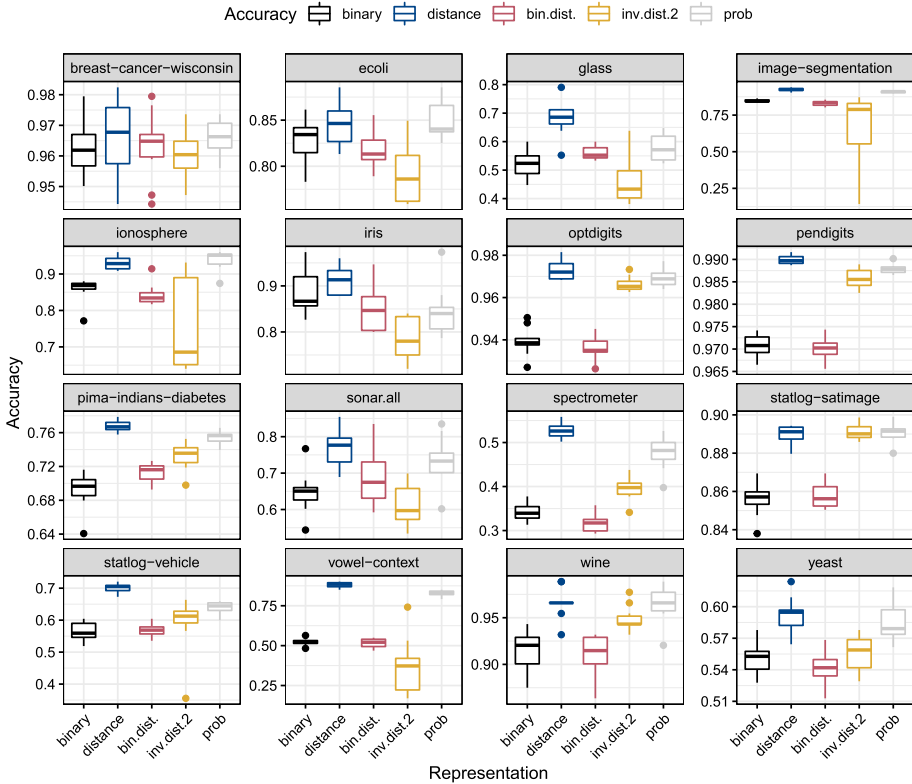 Accuracy binary distance bin.dist. inv.dist.2 prob
breast−cancer−wisconsin ecoli glass image−segmentation
0.98 0.97 0.96 0.95
0.85 0.80
0.8 0.7 0.6 0.5 0.4
0.75 0.50 0.25
ionosphere iris optdigits pendigits
0.9 0.8 0.7
0.9 0.8
0.98 0.96 0.94
0.990 0.985 0.980 0.975 0.970 0.965
Accuracy
pima−indians−diabetes sonar.all spectrometer statlog−satimage
0.76 0.72 0.68 0.64
0.8 0.7 0.6
0.5 0.4 0.3
0.90 0.88 0.86 0.84
statlog−vehicle vowel−context wine yeast
0.7 0.6 0.5 0.4
0.75 0.50 0.25
0.95 0.90
0.60 0.57 0.54 0.51
binary distance bin.dist. inv.dist.2 prob binary distance bin.dist. inv.dist.2 prob binary distance bin.dist. inv.dist.2 prob binary distance bin.dist. inv.dist.2 prob
Representation